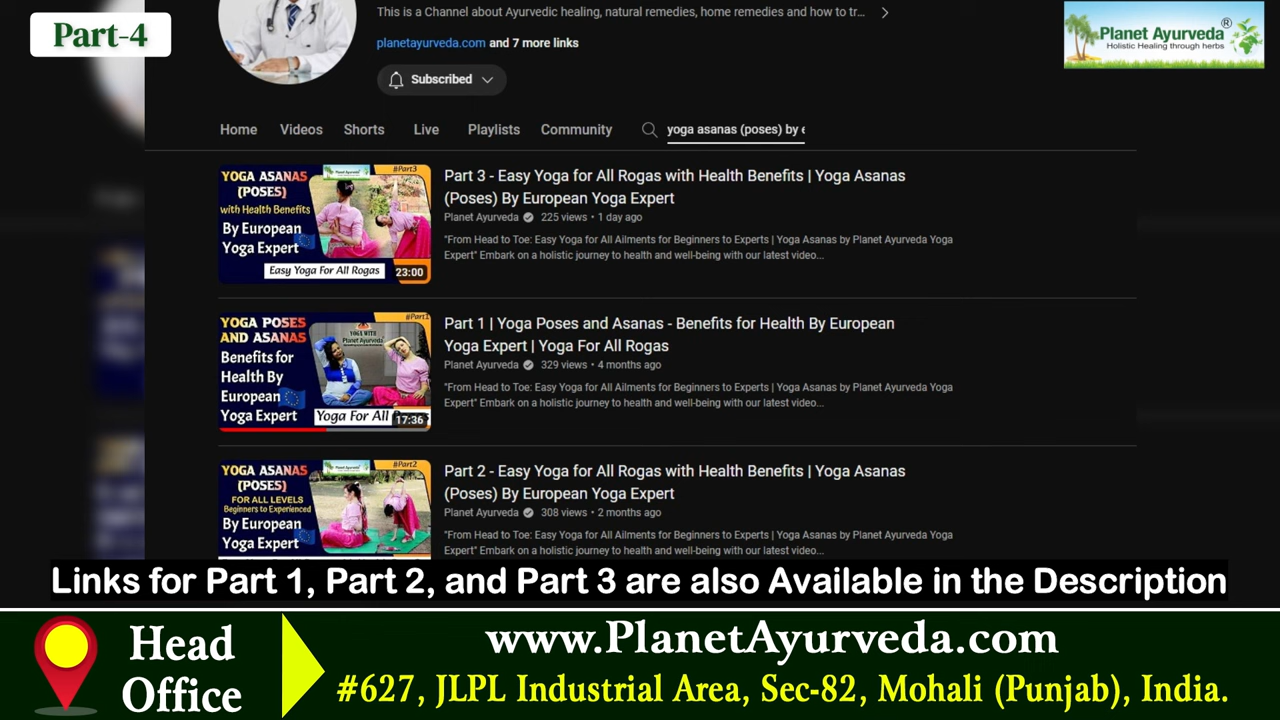 Part-4
This is a Channel about Ayurvedic healing, natural remedies, home remedies and how to tr...
planetayurveda.com and 7 more links
Subscribed
Planet Ayurveda®
Holistic Healing through herbs
Home Videos Shorts Live Playlists Community yoga asanas (poses) by e
#Part3
YOGA ASANAS
(POSES)
with Health Benefits
By European
Yoga Expert
Easy Yoga For All Rogas
23:00
Part 3 - Easy Yoga for All Rogas with Health Benefits | Yoga Asanas
(Poses) By European Yoga Expert
Planet Ayurveda 225 views • 1 day ago
"From Head to Toe: Easy Yoga for All Ailments for Beginners to Experts | Yoga Asanas by Planet Ayurveda Yoga
Expert" Embark on a holistic journey to health and well-being with our latest video...
#Part1
YOGA POSES
AND ASANAS
Benefits for
Health By
European
Yoga Expert
YOGA WITH
Planet Ayurveda
Yoga For All
17:36
Part 1 | Yoga Poses and Asanas - Benefits for Health By European
Yoga Expert | Yoga For All Rogas
Planet Ayurveda 329 views • 4 months ago
"From Head to Toe: Easy Yoga for All Ailments for Beginners to Experts | Yoga Asanas by Planet Ayurveda Yoga
Expert" Embark on a holistic journey to health and well-being with our latest video...
#Part2
YOGA ASANAS
(POSES)
FOR ALL LEVELS
Beginners to Experienced
By European
Yoga Expert
Part 2 - Easy Yoga for All Rogas with Health Benefits | Yoga Asanas
(Poses) By European Yoga Expert
Planet Ayurveda 308 views • 2 months ago
"From Head to Toe: Easy Yoga for All Ailments for Beginners to Experts | Yoga Asanas by Planet Ayurveda Yoga
Expert" Embark on a holistic journey to health and well-being with our latest video...
Links for Part 1, Part 2, and Part 3 are also Available in the Description
Head
Office
www.PlanetAyurveda.com
#627, JLPL Industrial Area, Sec-82, Mohali (Punjab), India.